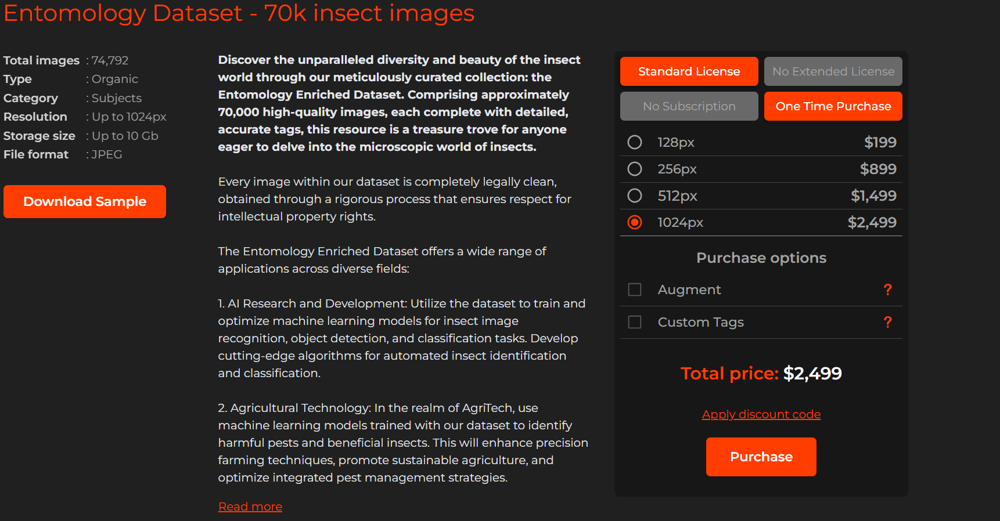 Entomology Dataset - 70k insect images
Total images : 74,792
Type : Organic
Category : Subjects
Resolution : Up to 1024px
Storage size : Up to 10 Gb
File format : JPEG
Download Sample
Discover the unparalleled diversity and beauty of the insect
world through our meticulously curated collection: the
Entomology Enriched Dataset. Comprising approximately
70,000 high-quality images, each complete with detailed,
accurate tags, this resource is a treasure trove for anyone
eager to delve into the microscopic world of insects.
Every image within our dataset is completely legally clean,
obtained through a rigorous process that ensures respect for
intellectual property rights.
The Entomology Enriched Dataset offers a wide range of
applications across diverse fields:
1. AI Research and Development: Utilize the dataset to train and
optimize machine learning models for insect image
recognition, object detection, and classification tasks. Develop
cutting-edge algorithms for automated insect identification
and classification.
2. Agricultural Technology: In the realm of AgriTech, use
machine learning models trained with our dataset to identify
harmful pests and beneficial insects. This will enhance precision
farming techniques, promote sustainable agriculture, and
optimize integrated pest management strategies.
Read more
Standard License No Extended License
No Subscription One Time Purchase
128px $199
256px $899
512px $1,499
1024px $2,499
Purchase options
Augment ?
Custom Tags ?
Total price: $2,499
Apply discount code
Purchase